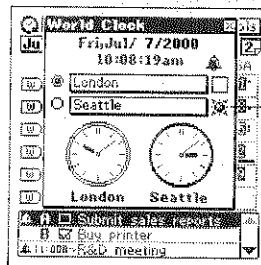 World Clock
Ju
Fri,Jul/ 7/2000
10:08:19am
London
Seattle
London Seattle
A Submit sales reports
B Buy printer
R&D meeting